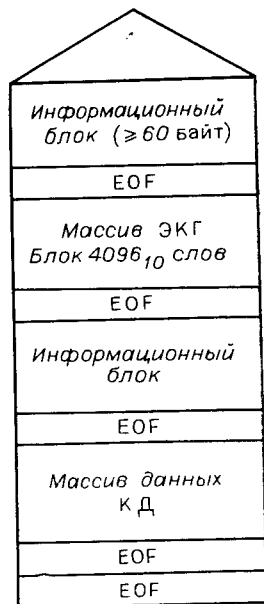 Информационный
блок (≥60 байт)
EOF
Массив ЭКГ
Блок 4096₁₀ слов
EOF
Информационный
блок
EOF
Массив данных
КД
EOF
EOF